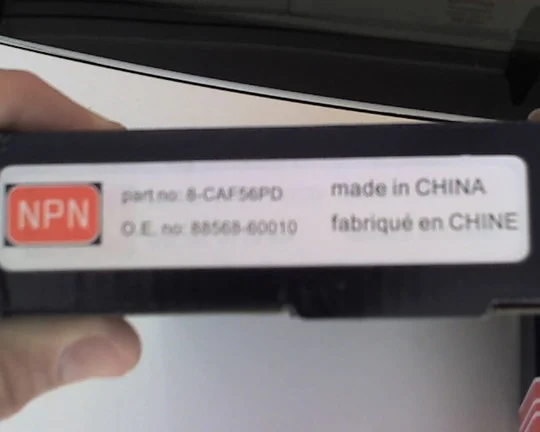 NPN
part no: 8-CAF56PD
O.E. no: 88568-60010
made in CHINA
fabriqué en CHINE